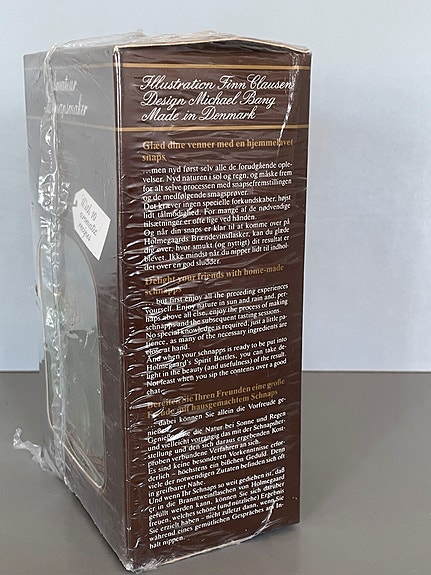 Illustration Finn Clausen
Design Michael Bang
Made in Denmark
Glæd dine venner med en hjemmelavet
snaps
...men nyd først selv alle de forudgående ople-
velser. Nyd naturen i sol og regn, og måske frem
for alt selve processen med snapsefremstillingen
og de medfølgende smagsprøver.
Det kræver ingen specielle forkundskaber, højst
lidt tålmodighed. For mange af de nødvendige
tilsætninger er ofte lige ved hånden.
Og når din snaps er klar til at komme over på
Holmegaards Brændevinsflasker, kan du glæde
dig over, hvor smukt (og nyttigt) dit resultat er
blevet. Ikke mindst når du nipper lidt til indhol-
det over en god sludder.
Delight your friends with home-made
schnapps
... but first enjoy all the preceding experiences
yourself. Enjoy nature in sun and rain and, per-
haps above all else, enjoy the process of making
schnapps and the subsequent tasting sessions.
No special knowledge is required, just a little pa-
tience, as many of the necessary ingredients are
close at hand.
And when your schnapps is ready to be put into
Holmegaard's Spirit Bottles, you can take de-
light in the beauty (and usefulness) of the result.
Not least when you sip the contents over a good
chat.
Bereiten Sie Ihren Freunden eine große
Freude mit hausgemachtem Schnaps
... dabei können Sie allein die Vorfreude ge-
nießen. Genießen Sie die Natur bei Sonne und Regen
und vielleicht vorrangig das mit der Schnapsher-
stellung und den sich daraus ergebenden Kost-
proben verbundene Verfahren an sich.
Es sind keine besonderen Vorkenntnisse erfor-
derlich – höchstens ein bißchen Geduld. Denn
viele der notwendigen Zutaten befinden sich oft
in greifbarer Nähe.
Und wenn Ihr Schnaps so weit gediehen ist, daß
er in die Branntweinflaschen von Holmegaard
gefüllt werden kann, können Sie sich darüber
freuen, welches schöne (und nützliche) Ergebnis
Sie erzielt haben – nicht zuletzt dann, wenn Sie
während eines gemütlichen Gespräches am In-
halt nippen.